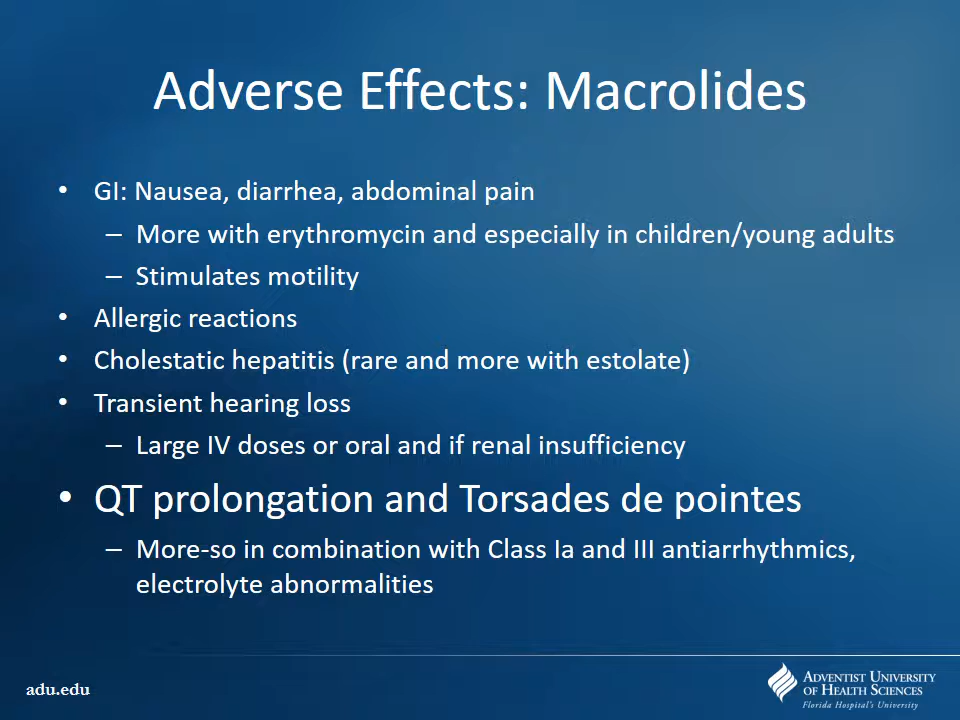 Adverse Effects: Macrolides
• GI: Nausea, diarrhea, abdominal pain
– More with erythromycin and especially in children/young adults
– Stimulates motility
• Allergic reactions
• Cholestatic hepatitis (rare and more with estolate)
• Transient hearing loss
– Large IV doses or oral and if renal insufficiency
• QT prolongation and Torsades de pointes
– More-so in combination with Class Ia and III antiarrhythmics,
electrolyte abnormalities
adu.edu
ADVENTIST UNIVERSITY
OF HEALTH SCIENCES
Florida Hospital's University